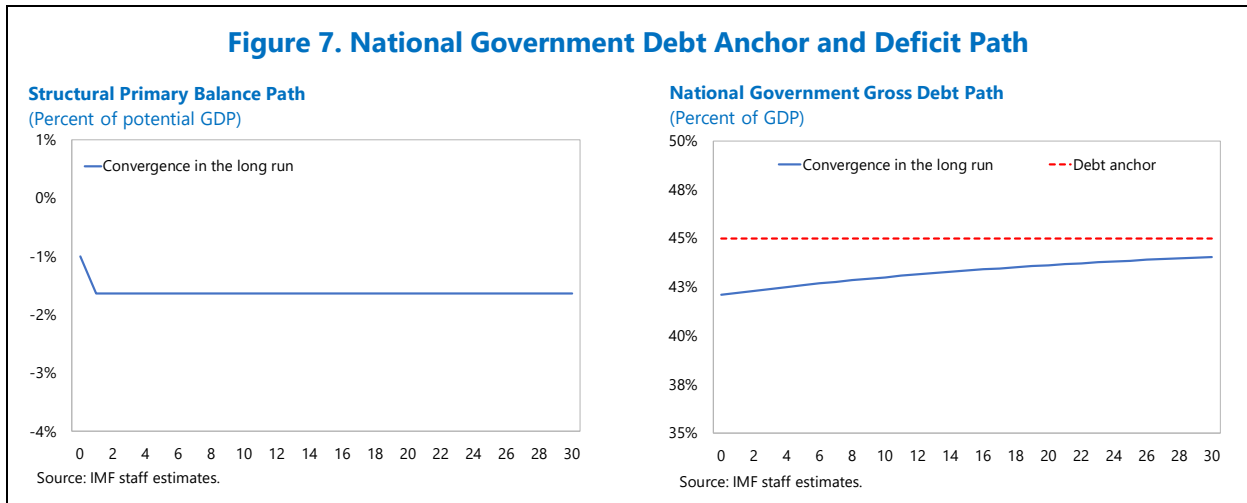 Figure 7. National Government Debt Anchor and Deficit Path
Structural Primary Balance Path
(Percent of potential GDP)
1%
0%
-1%
-2%
-3%
-4%
Convergence in the long run
0 2 4 6 8 10 12 14 16 18 20 22 24 26 28 30
Source: IMF staff estimates.
National Government Gross Debt Path
(Percent of GDP)
50%
48%
45%
43%
40%
38%
35%
Convergence in the long run Debt anchor
0 2 4 6 8 10 12 14 16 18 20 22 24 26 28 30
Source: IMF staff estimates.